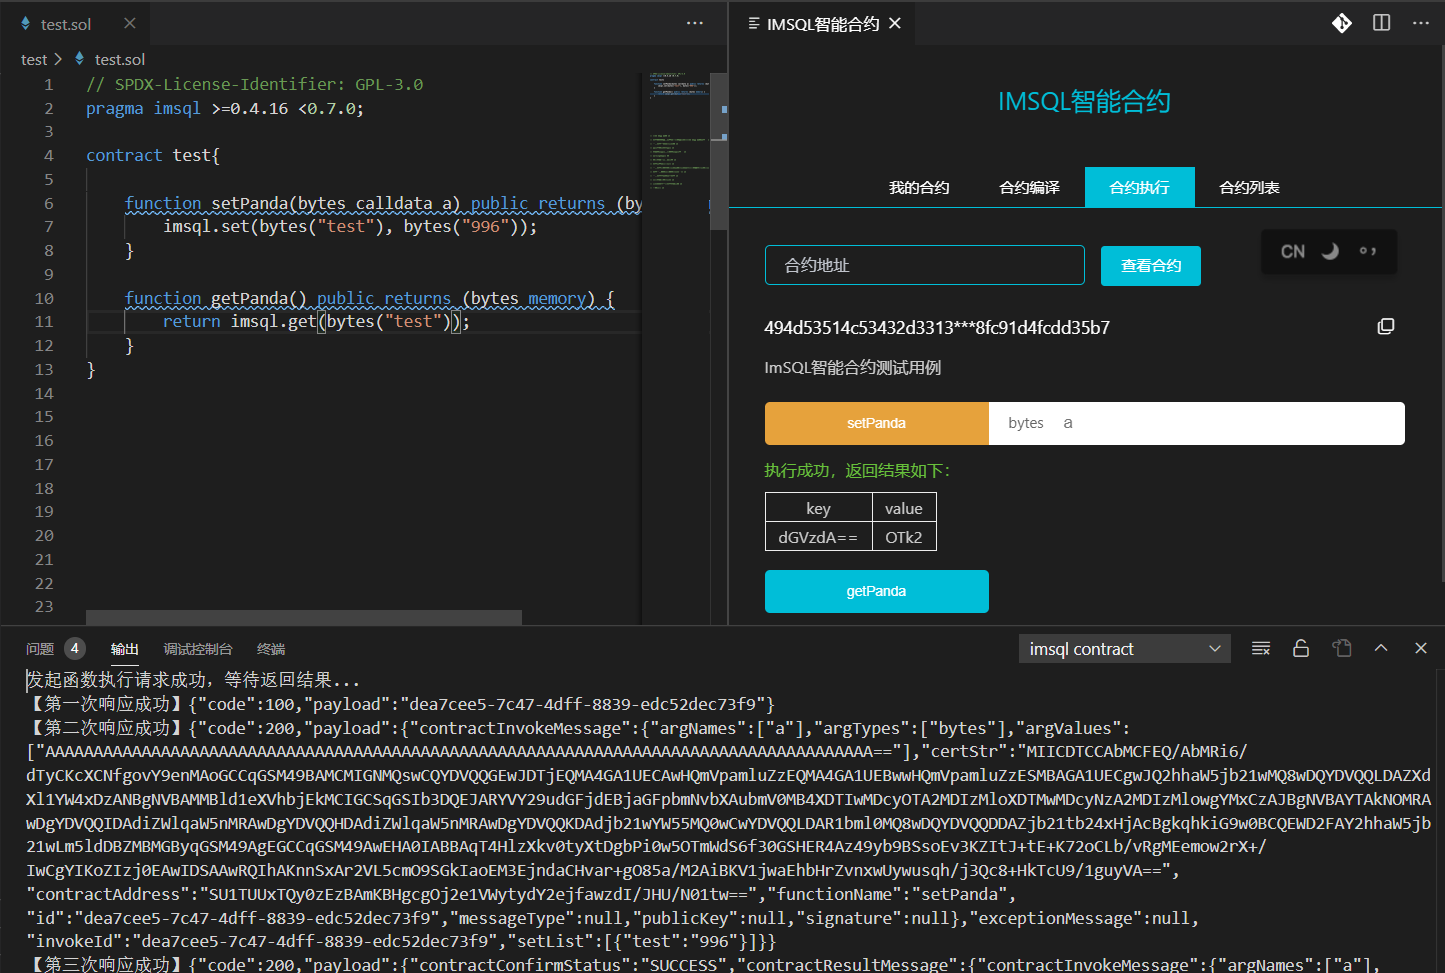 test.sol
IMSQL智能合约
test > test.sol
1 // SPDX-License-Identifier: GPL-3.0
2 pragma imsql >=0.4.16 <0.7.0;
3
4 contract test{
5
6 function setPanda(bytes calldata a) public returns (by
7 imsql.set(bytes("test"), bytes("996"));
8 }
9
10 function getPanda() public returns (bytes memory) {
11 return imsql.get(bytes("test"));
12 }
13 }
14
15
16
17
18
19
20
21
22
23
IMSQL智能合约
我的合约 合约编译 合约执行 合约列表
合约地址 查看合约
CN
494d53514c53432d3313***8fc91d4fcdd35b7
ImSQL智能合约测试用例
setPanda bytes a
执行成功，返回结果如下：
key value
dGVzdA== OTk2
getPanda
问题 4 输出 调试控制台 终端 imsql contract
发起函数执行请求成功，等待返回结果...
【第一次响应成功】{"code":100,"payload":"dea7cee5-7c47-4dff-8839-edc52dec73f9"}
【第二次响应成功】{"code":200,"payload":{"contractInvokeMessage":{"argNames":["a"],"argTypes":["bytes"],"argValues":
["AAAAAAAAAAAAAAAAAAAAAAAAAAAAAAAAAAAAAAAAAAAAAAAAAAAAAAAAAAAAAAAAAAAAAAAAAAAAAAAAAAAAAA=="],"certStr":"MIICDTCCAbMCFEQ/AbMRi6/
dTyCKcXCNfgovY9enMAoGCCqGSM49BAMCMIGNMQswCQYDVQQGEwJDTjEQMA4GA1UECAwHQmVpamluZzEQMA4GA1UEBwwHQmVpamluZzESMBAGA1UECgwJQ2hhaW5jb21wMQ8wDQYDVQQLDAZXd
Xl1YW4xDzANBgNVBAMMBld1eXVhbjEkMCIGCSqGSIb3DQEJARYVY29udGFjdEBjaGFpbmNvbXAubmV0MB4XDTIwMDcyOTA2MDIzMloXDTMwMDcyNzA2MDIzMlowgYMxCzAJBgNVBAYTAkNOMRA
wDgYDVQQIDAdiZWlqaW5nMRAwDgYDVQQHDAdiZWlqaW5nMRAwDgYDVQQKDAdjb21wYW55MQ0wCwYDVQQLDAR1bml0MQ8wDQYDVQQDDAZjb21tb24xHjAcBgkqhkiG9w0BCQEWD2FAY2hhaW5jb
21wLm5ldDBZMBMGByqGSM49AgEGCCqGSM49AwEHA0IABBAqT4HlzXkv0tyXtDgbPi0w5OTmWdS6f30GSHER4Az49yb9BSsoEv3KZItJ+tE+K72oCLb/vRgMEemow2rX+/
IwCgYIKoZIzj0EAwIDSAAwRQIhAKnnSxAr2VL5cmO9SGkIaoEM3EjndaCHvar+gO85a/M2AiBKV1jwaEhbHrZvnxwUywusqh/j3Qc8+HkTcU9/1guyVA==",
"contractAddress":"SU1TUUxTQy0zEzBAmKBHgcgOj2e1VWytydY2ejfawzdI/JHU/N01tw==","functionName":"setPanda",
"id":"dea7cee5-7c47-4dff-8839-edc52dec73f9","messageType":null,"publicKey":null,"signature":null},"exceptionMessage":null,
"invokeId":"dea7cee5-7c47-4dff-8839-edc52dec73f9","setList":[{"test":"996"}]}}
【第三次响应成功】{"code":200,"payload":{"contractConfirmStatus":"SUCCESS","contractResultMessage":{"contractInvokeMessage":{"argNames":["a"],